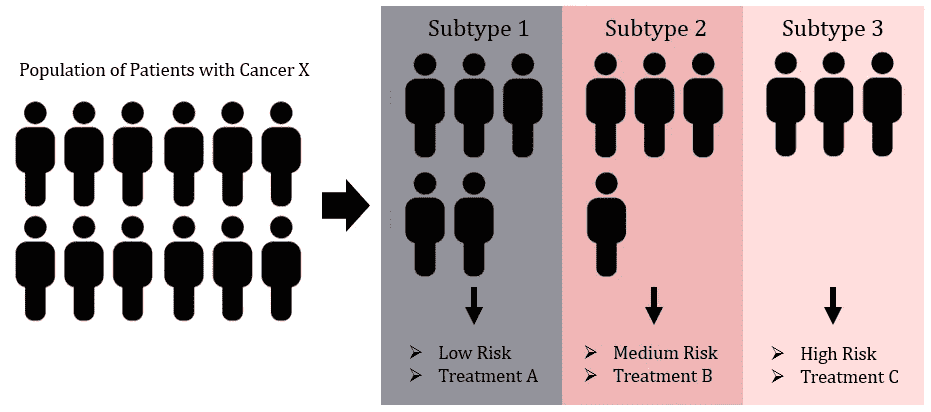 Population of Patients with Cancer X
Subtype 1
Subtype 2
Subtype 3
➢ Low Risk
➢ Treatment A
➢ Medium Risk
➢ Treatment B
➢ High Risk
➢ Treatment C